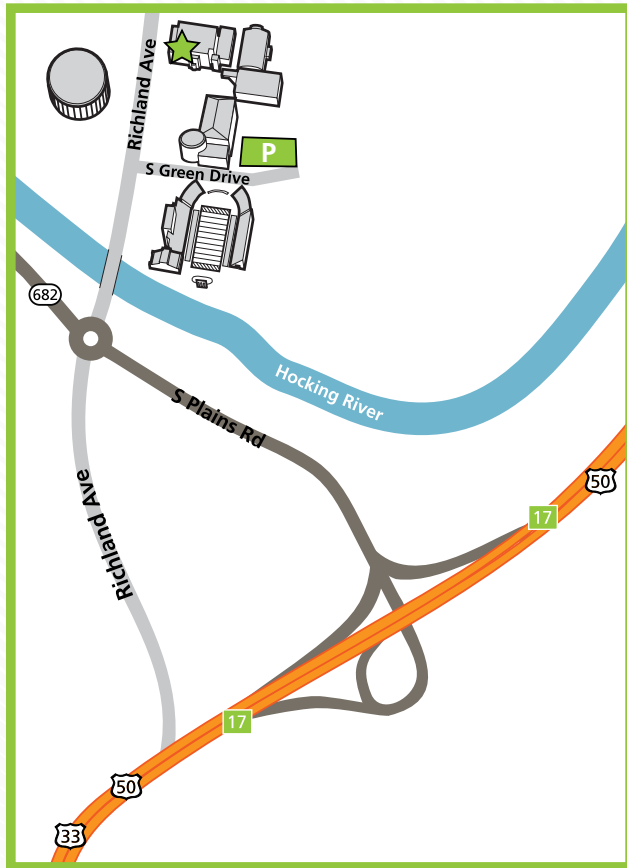 Richland Ave
P
S Green Drive
682
Hocking River
S Plains Rd
50
17
Richland Ave
17
50
33